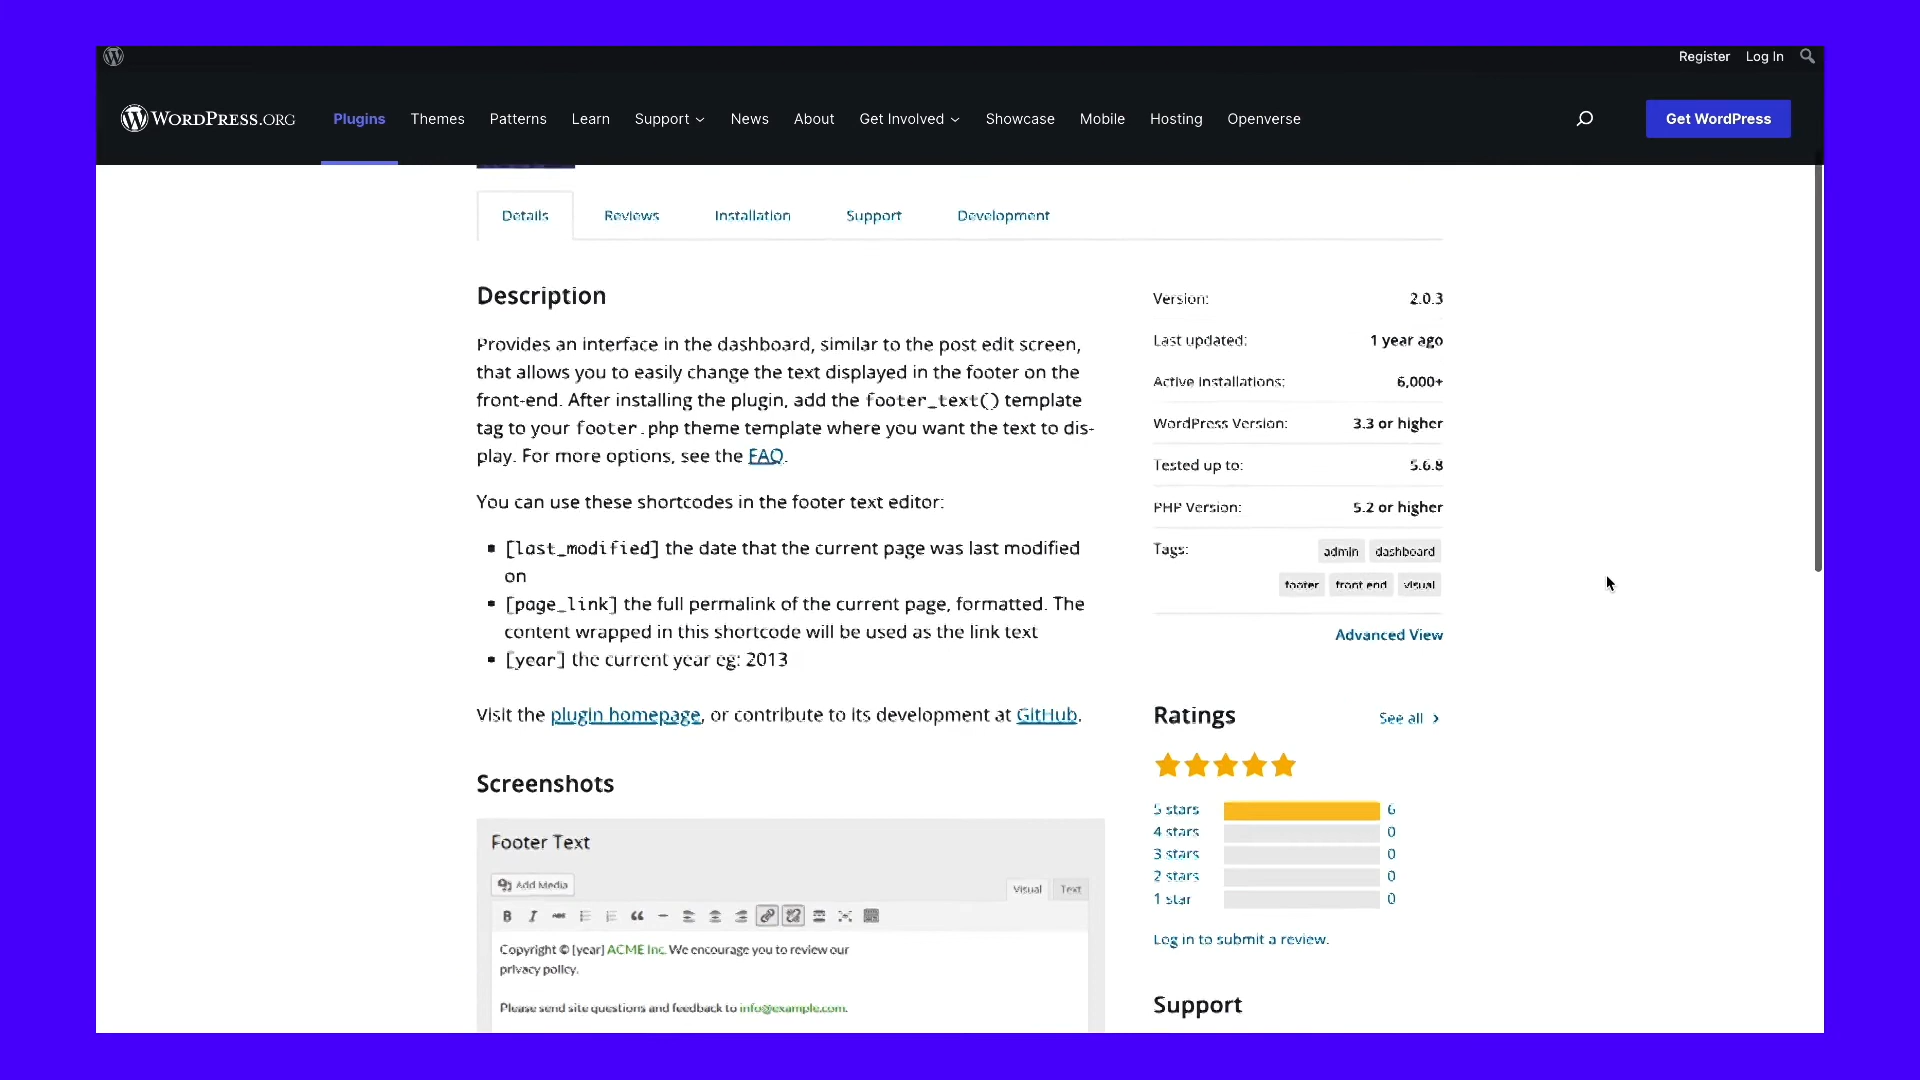 Register Log In
WORDPRESS.ORG Plugins Themes Patterns Learn Support News About Get Involved Showcase Mobile Hosting Openverse Get WordPress
Details Reviews Installation Support Development
Description
Provides an interface in the dashboard, similar to the post edit screen,
that allows you to easily change the text displayed in the footer on the
front-end. After installing the plugin, add the footer_text() template
tag to your footer.php theme template where you want the text to dis-
play. For more options, see the FAQ.
You can use these shortcodes in the footer text editor:
[last_modified] the date that the current page was last modified
on
[page_link] the full permalink of the current page, formatted. The
content wrapped in this shortcode will be used as the link text
[year] the current year eg: 2013
Visit the plugin homepage, or contribute to its development at GitHub.
Screenshots
Footer Text
Add Media
Visual Text
B I ABC
Copyright © [year] ACME Inc. We encourage you to review our
privacy policy.
Please send site questions and feedback to info@example.com.
Version: 2.0.3
Last updated: 1 year ago
Active installations: 6,000+
WordPress Version: 3.3 or higher
Tested up to: 5.6.8
PHP Version: 5.2 or higher
Tags: admin dashboard
footer front end visual
Advanced View
Ratings See all
5 stars 6
4 stars 0
3 stars 0
2 stars 0
1 star 0
Log in to submit a review.
Support